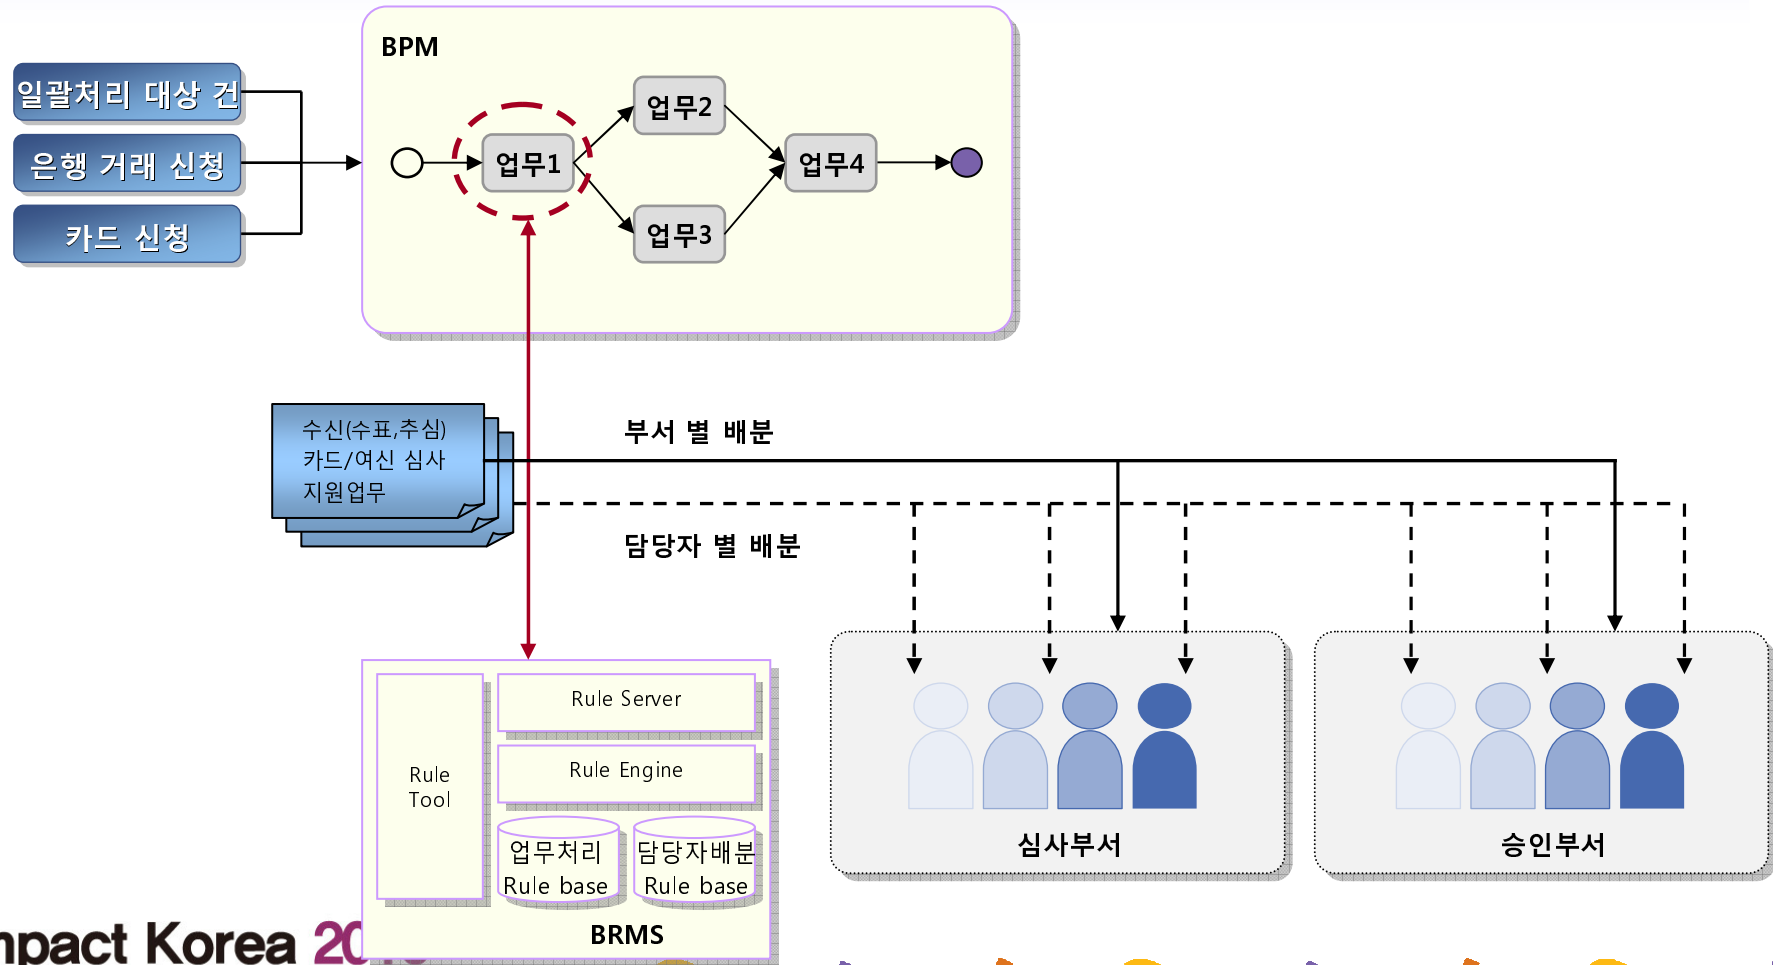 BPM
일괄처리 대상 건
은행 거래 신청
카드 신청
업무1
업무2
업무3
업무4
수신(수표,추심)
카드/여신 심사
지원업무
부서 별 배분
담당자 별 배분
Rule
Tool
Rule Server
Rule Engine
업무처리
Rule base
담당자배분
Rule base
BRMS
심사부서
승인부서
mpact Korea 20